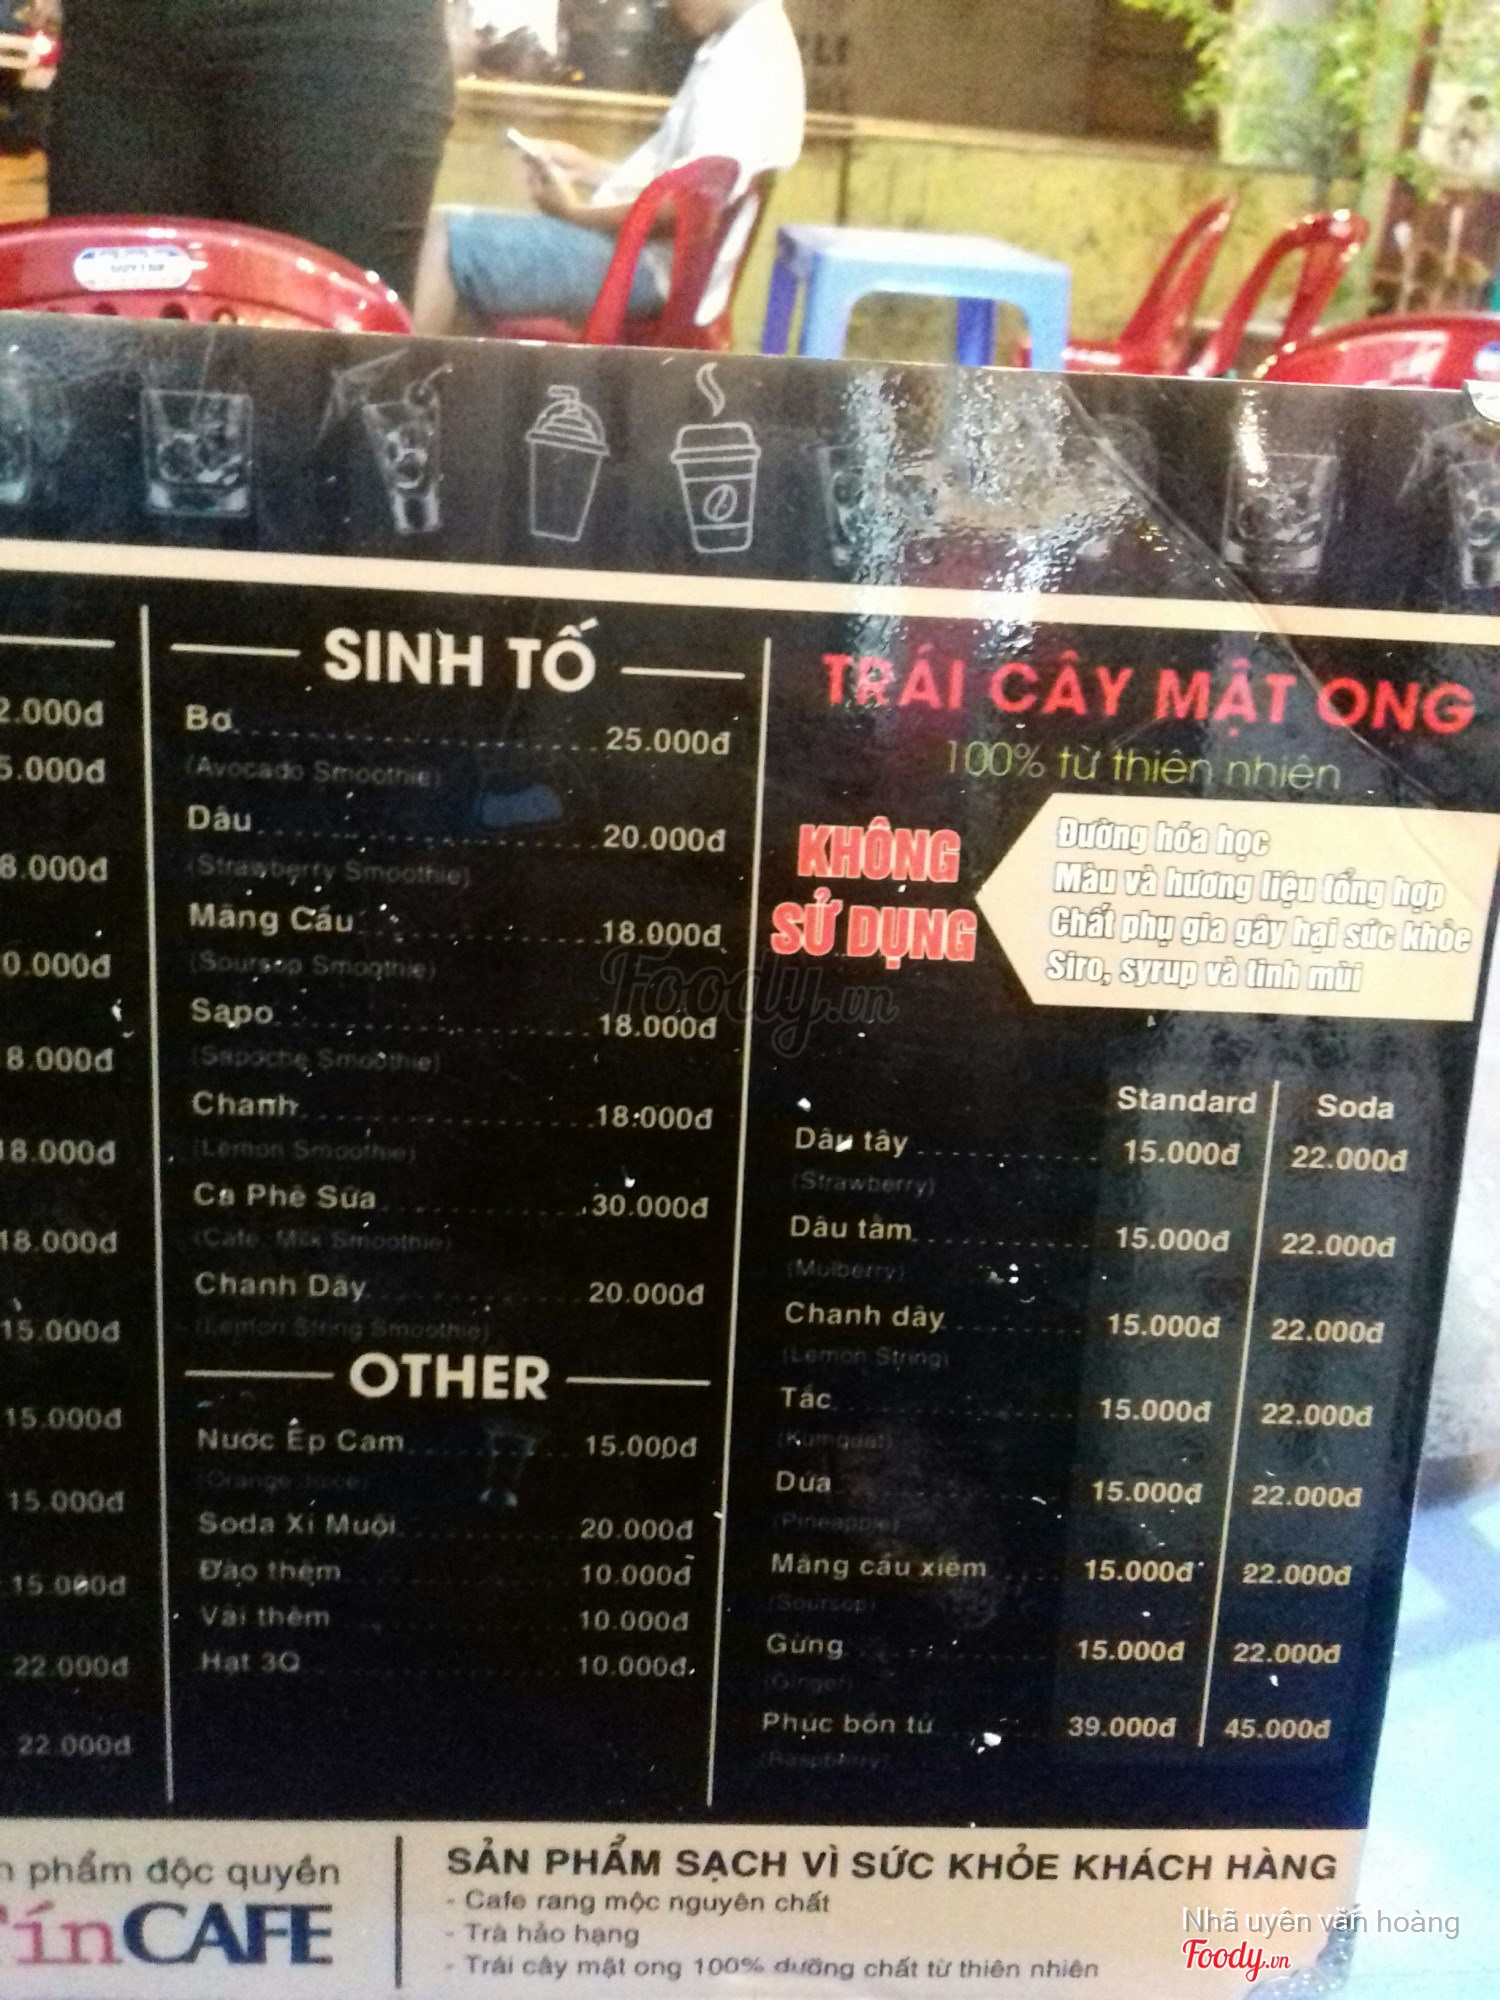 2.000đ
5.000đ
8.000đ
0.000đ
8.000đ
18.000đ
18.000đ
15.000đ
15.000đ
15.000đ
15.000đ
22.000đ
22.000đ
SINH TỐ
Bơ 25.000đ
(Avocado Smoothie)
Dâu 20.000đ
(Strawberry Smoothie)
Mãng Cầu 18.000đ
(Soursop Smoothie)
Sapo 18.000đ
(Sapoche Smoothie)
Chanh 18.000đ
(Lemon Smoothie)
Cà Phê Sữa 30.000đ
(Cafe, Milk Smoothie)
Chanh Dây 20.000đ
(Lemon String Smoothie)
OTHER
Nước Ép Cam 15.000đ
(Orange Juice)
Soda Xí Muội 20.000đ
Đào thêm 10.000đ
Vải thêm 10.000đ
Hạt 3Q 10.000đ
TRÁI CÂY MẬT ONG
100% từ thiên nhiên
KHÔNG
SỬ DỤNG
Đường hóa học
Màu và hương liệu tổng hợp
Chất phụ gia gây hại sức khỏe
Siro, syrup và tinh mùi
Standard Soda
Dâu tây 15.000đ 22.000đ
(Strawberry)
Dâu tằm 15.000đ 22.000đ
(Mulberry)
Chanh dây 15.000đ 22.000đ
(Lemon String)
Tắc 15.000đ 22.000đ
(Kumquat)
Dứa 15.000đ 22.000đ
(Pineapple)
Mãng cầu xiêm 15.000đ 22.000đ
(Soursop)
Gừng 15.000đ 22.000đ
(Ginger)
Phúc bồn tử 39.000đ 45.000đ
(Raspberry)
phẩm độc quyền
TínCAFE
SẢN PHẨM SẠCH VÌ SỨC KHỎE KHÁCH HÀNG
- Cafe rang mộc nguyên chất
- Trà hảo hạng
- Trái cây mật ong 100% dưỡng chất từ thiên nhiên
Foody.vn
Nhã uyên văn hoàng
Foody.vn